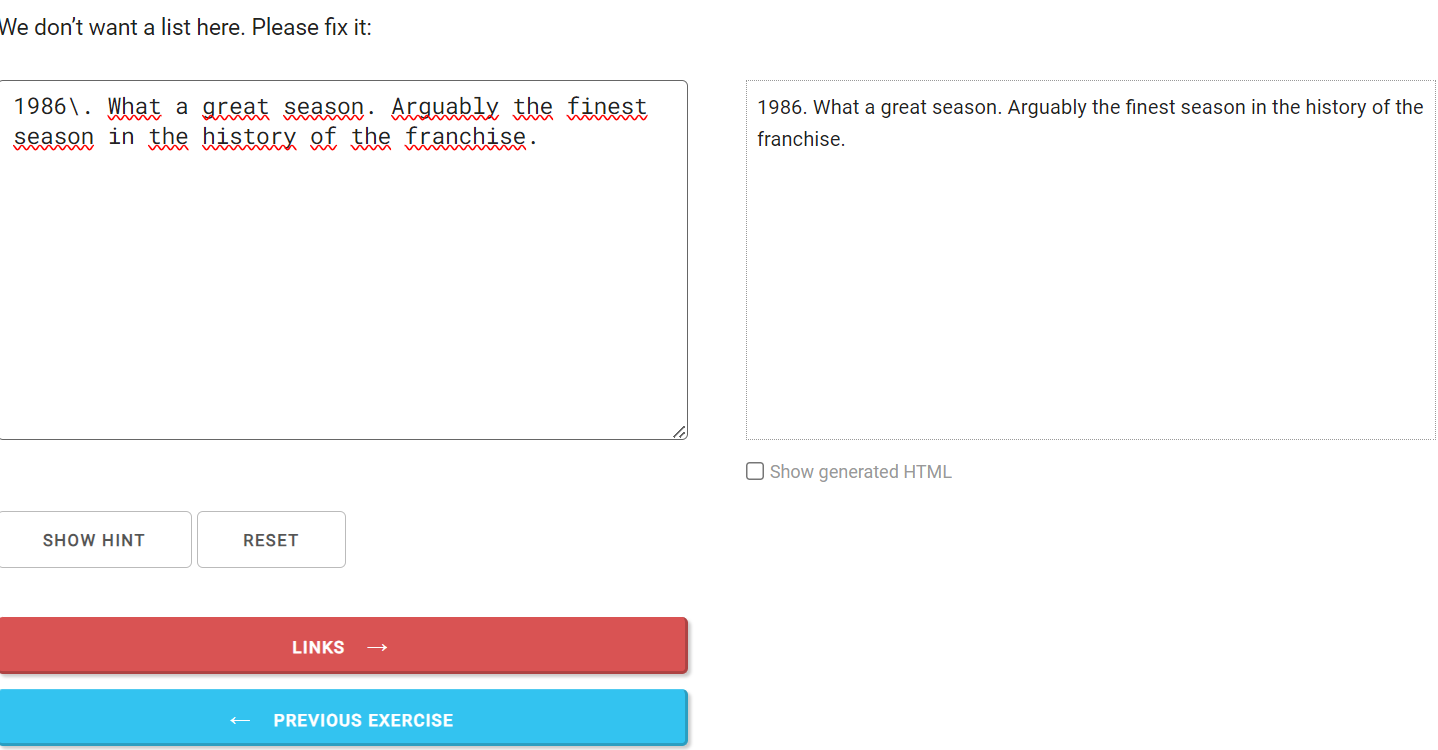 We don’t want a list here. Please fix it:
1986\. What a great season. Arguably the finest
season in the history of the franchise.
1986. What a great season. Arguably the finest season in the history of the
franchise.
Show generated HTML
SHOW HINT
RESET
LINKS →
← PREVIOUS EXERCISE